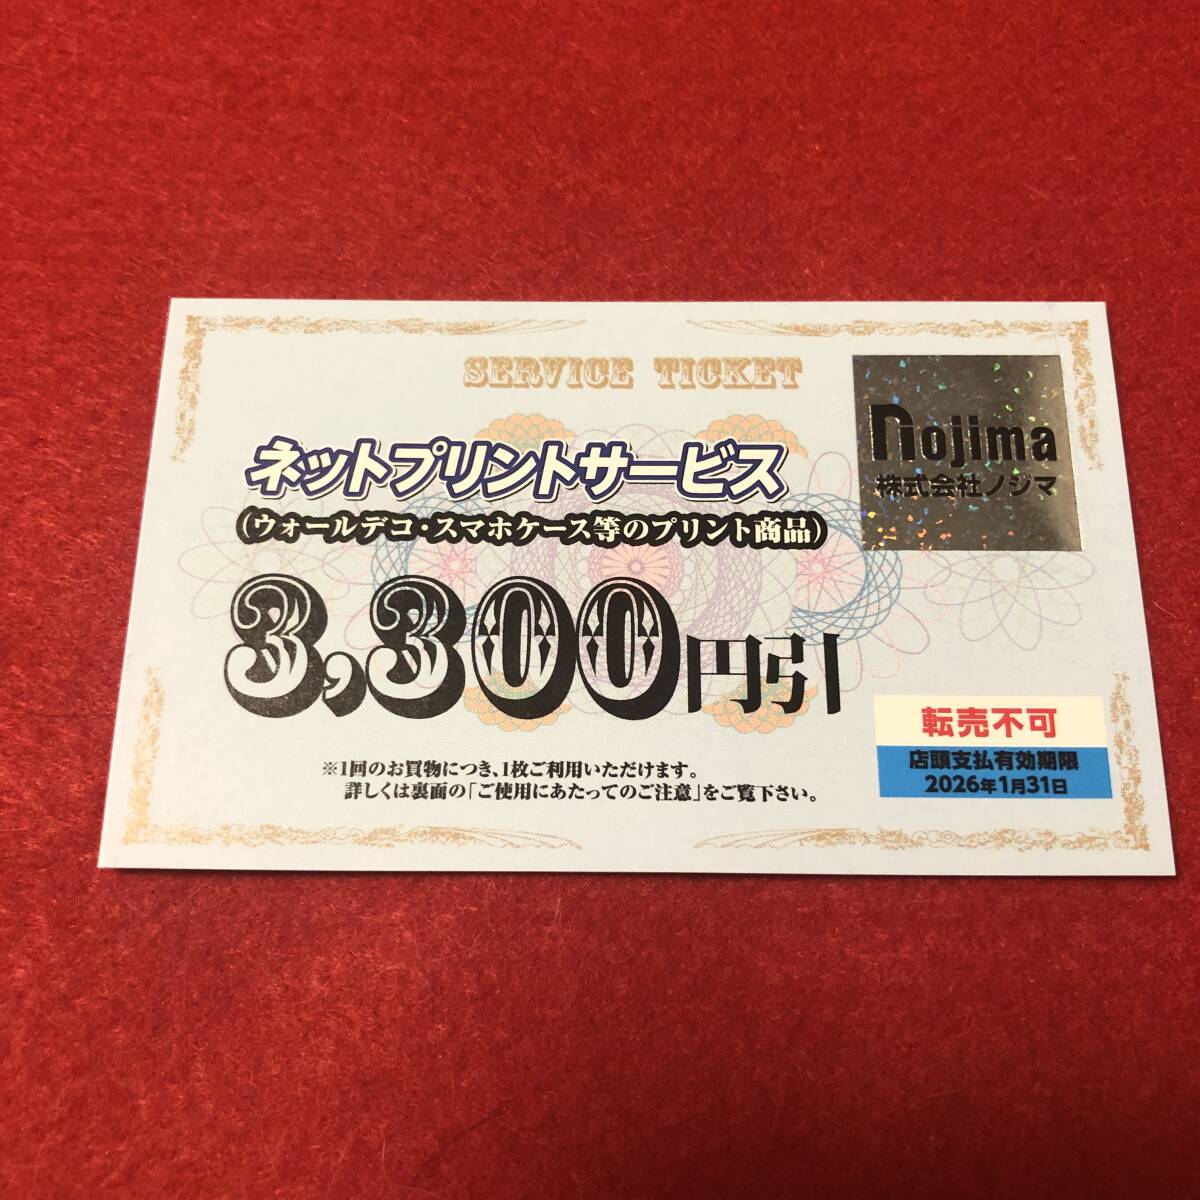 SERVICE TICKET
nojima
株式会社ノジマ
ネットプリントサービス
(ウォールデコ・スマホケース等のプリント商品)
3,300円引
転売不可
店頭支払有効期限
2026年1月31日
※1回のお買物につき、1枚ご利用いただけます。
詳しくは裏面の「ご使用にあたってのご注意」をご覧下さい。